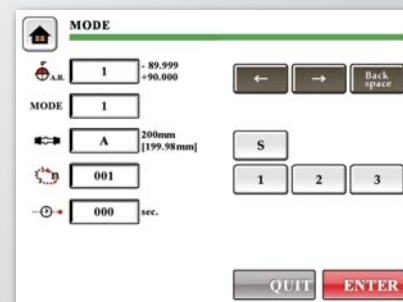 MODE
A.R. 1 - 89.999
+90.000
MODE 1
A 200mm
[199.98mm]
001
000 sec.
← → Back
space
S
1 2 3
QUIT ENTER